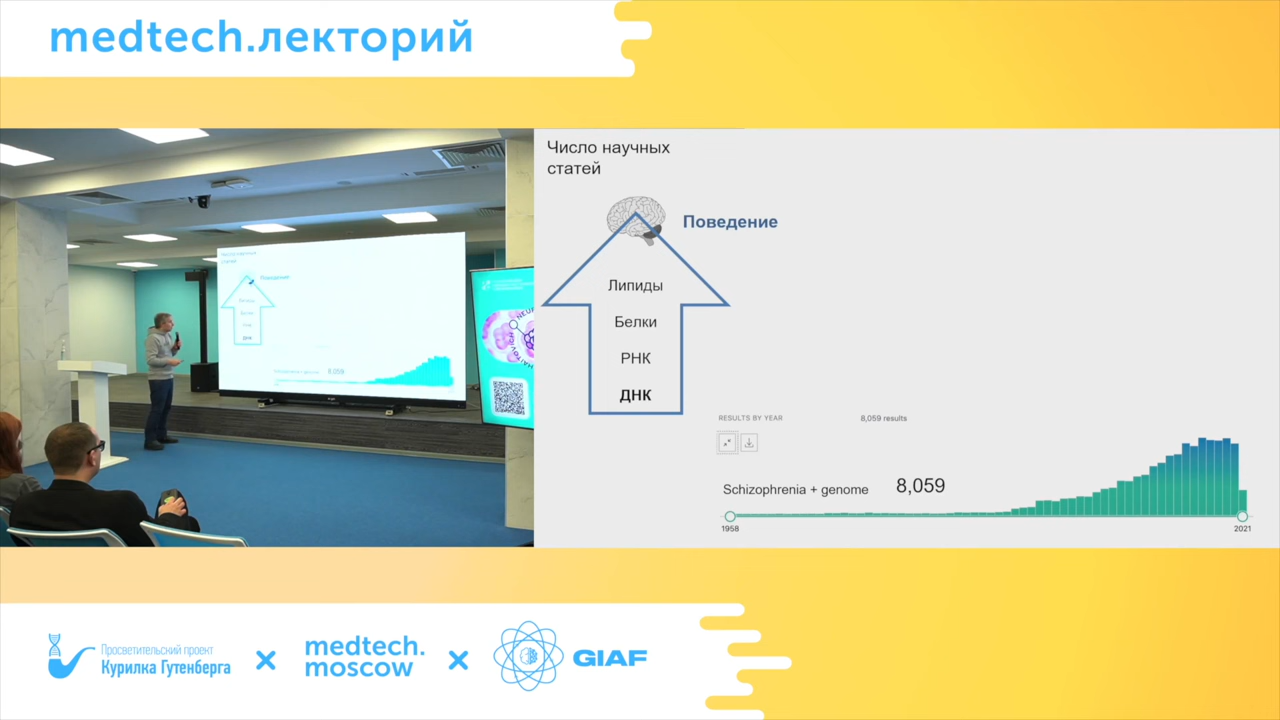 medtech.лекторий
Число научных
статей
Поведение
Липиды
Белки
РНК
ДНК
RESULTS BY YEAR
8,059 results
Schizophrenia + genome 8,059
1958
2021
Просветительский проект
Курилка Гутенберга
medtech.
moscow
GIAF